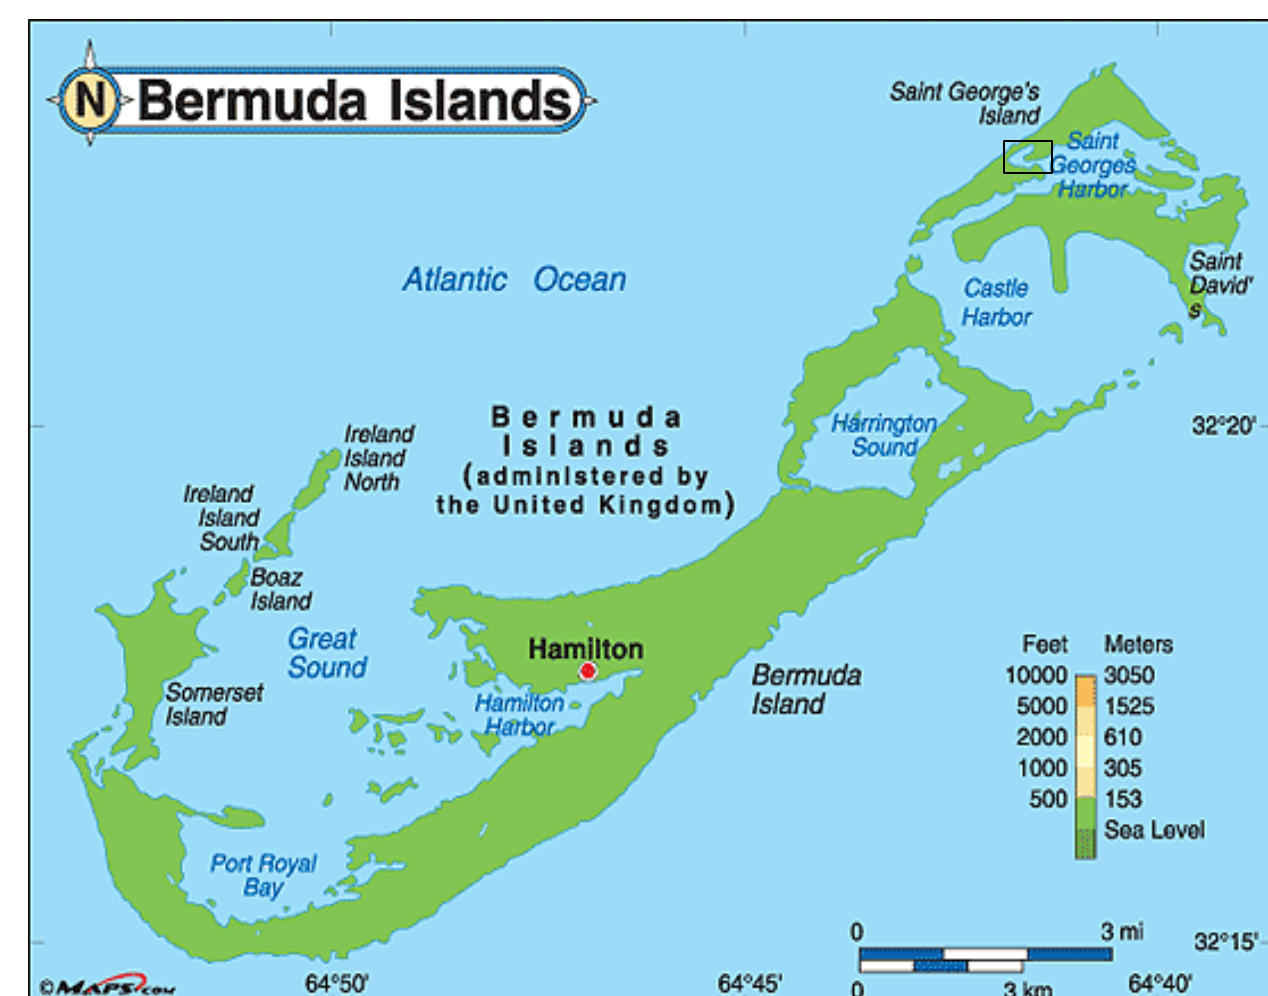 N Bermuda Islands
Saint George's
Island
Saint
Georges
Harbor
Atlantic Ocean
Castle
Harbor
Saint
David'
s
Bermuda
Islands
(administered by
the United Kingdom)
Harrington
Sound
32°20'
Ireland
Island
North
Ireland
Island
South
Boaz
Island
Great
Sound
Hamilton
Somerset
Island
Hamilton
Harbor
Bermuda
Island
Feet Meters
10000 3050
5000 1525
2000 610
1000 305
500 153
Sea Level
Port Royal
Bay
0 3 mi
32°15'
0 3 km
©MAPS.COM
64°50' 64°45' 64°40'